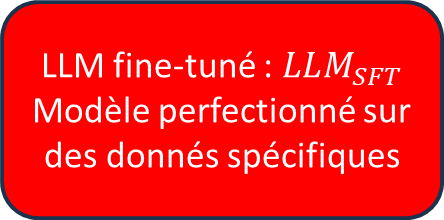 LLM fine-tuné : LLM_SFT
Modèle perfectionné sur
des donnés spécifiques